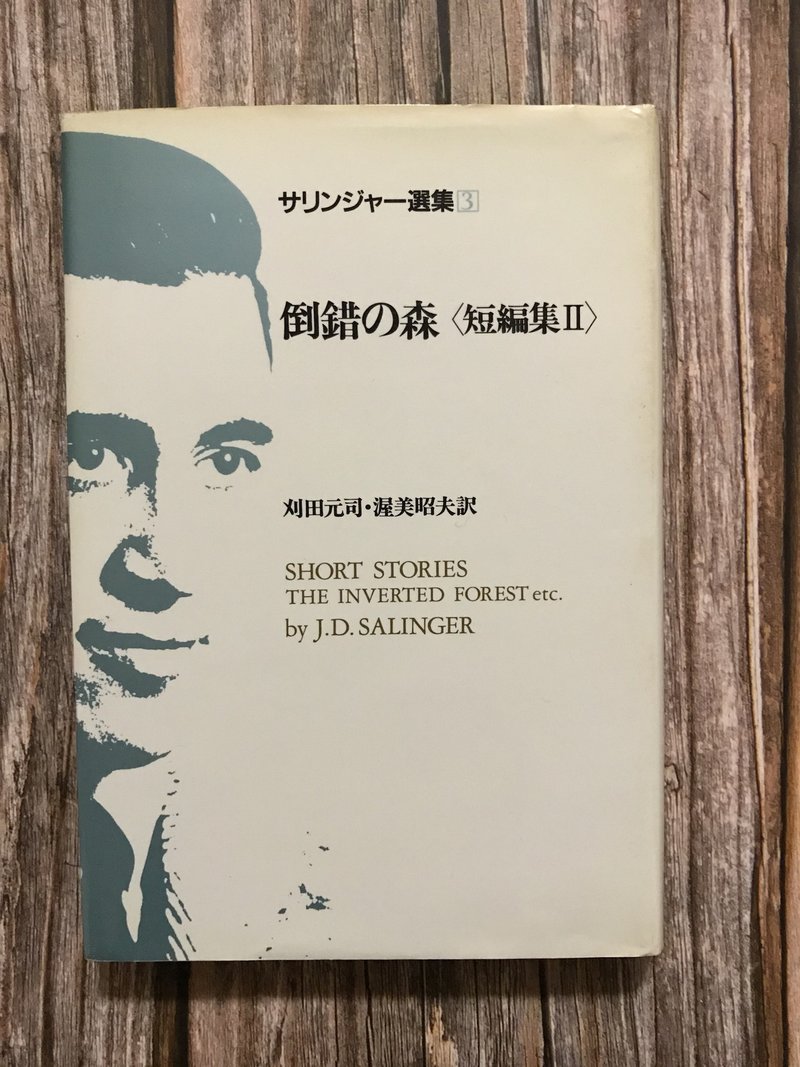 サリンジャー選集3
倒錯の森〈短編集II〉
刈田元司・渥美昭夫訳
SHORT STORIES
THE INVERTED FOREST etc.
by J.D. SALINGER